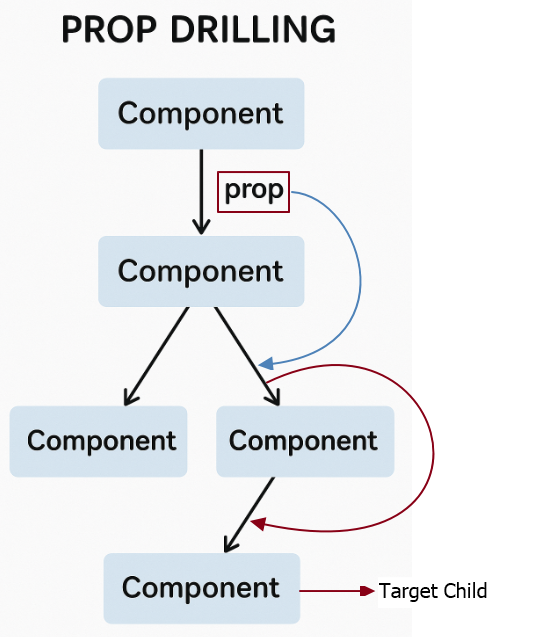 PROP DRILLING
Component
prop
Component
Component
Component
Component
Target Child